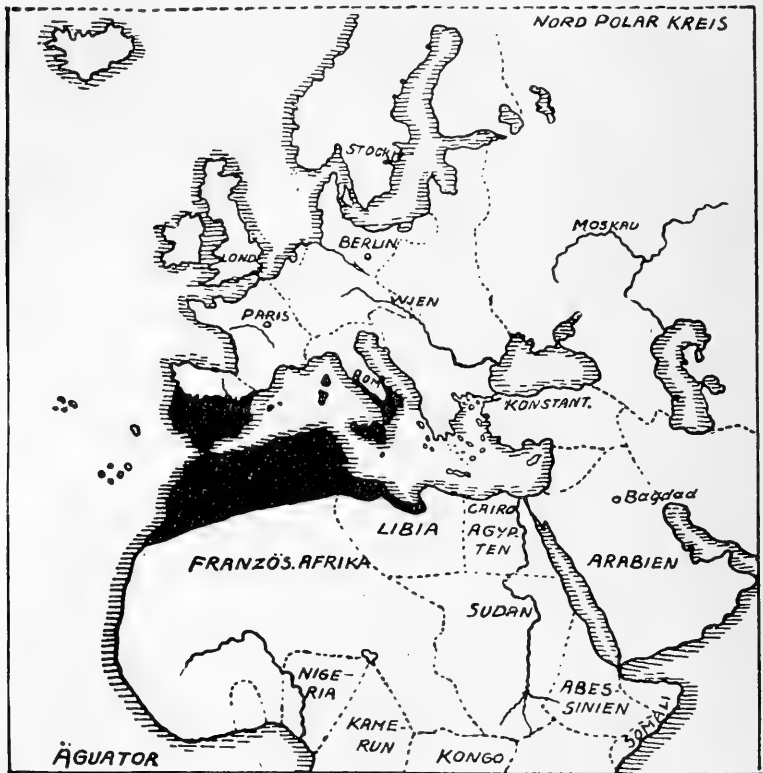 NORD POLAR KREIS
STOCKH
MOSKAU
LOND
BERLIN
WIEN
PARIS
ROM
KONSTANT.
Bagdad
LIBIA
CAIRO
ÄGYP-
TEN
FRANZÖS. AFRIKA
ARABIEN
SUDAN
NIGE-
RIA
ABES-
SINIEN
SOMALI
KAME-
RUN
KONGO
ÄGUATOR